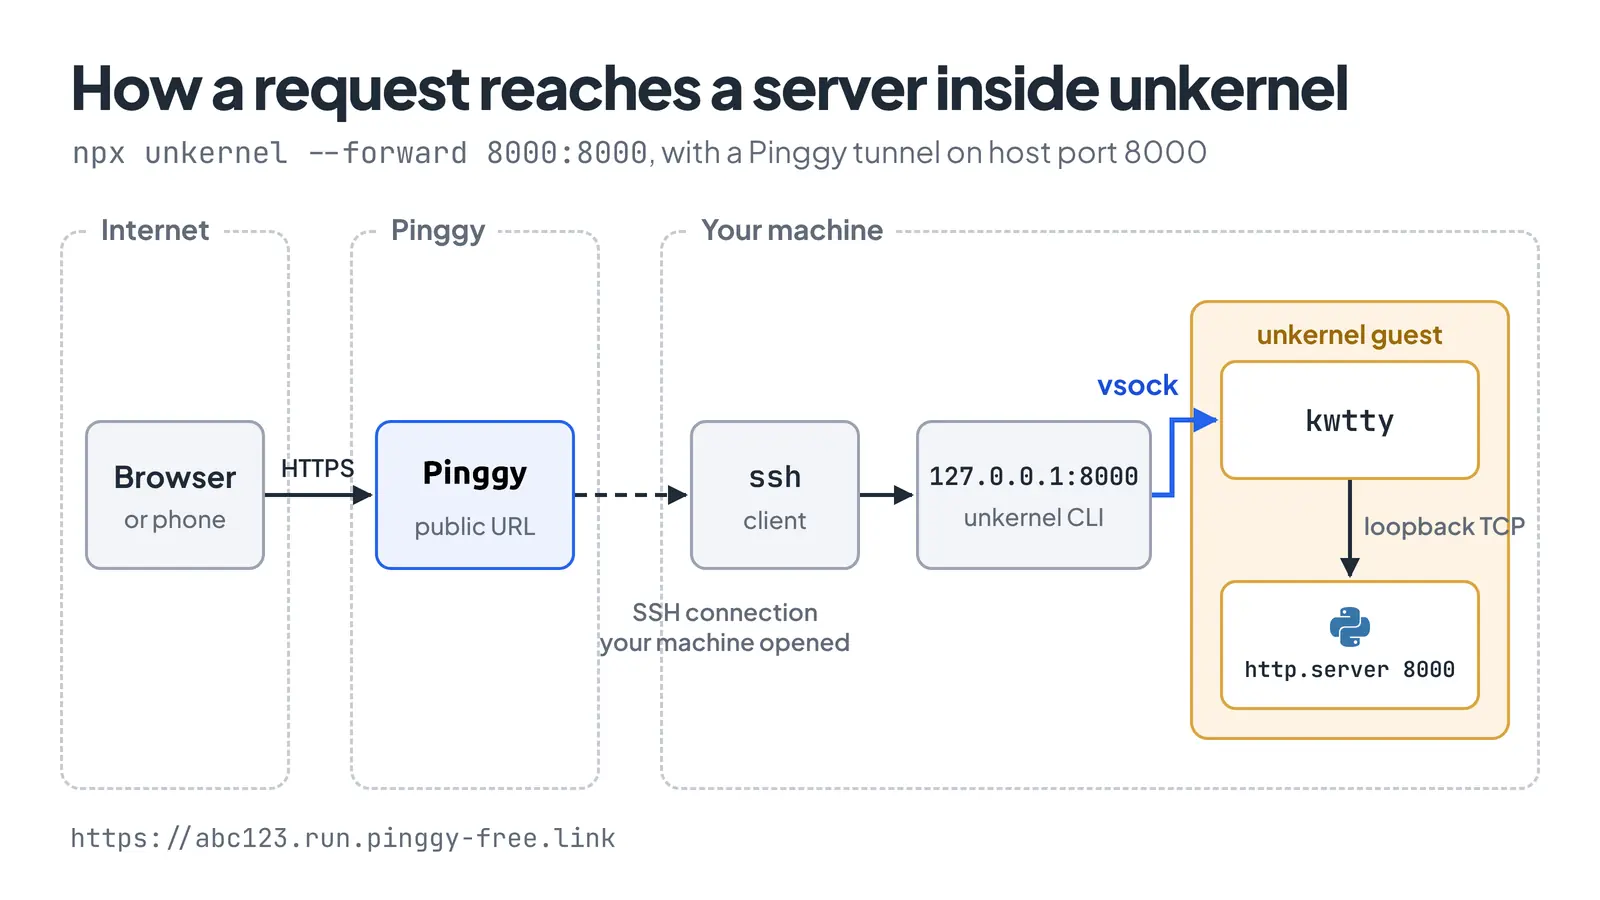 How a request reaches a server inside unkernel
npx unkernel --forward 8000:8000, with a Pinggy tunnel on host port 8000
Internet
Pinggy
Your machine
Browser
or phone
HTTPS
Pinggy
public URL
SSH connection
your machine opened
ssh
client
127.0.0.1:8000
unkernel CLI
vsock
unkernel guest
kwtty
loopback TCP
http.server 8000
https://abc123.run.pinggy-free.link